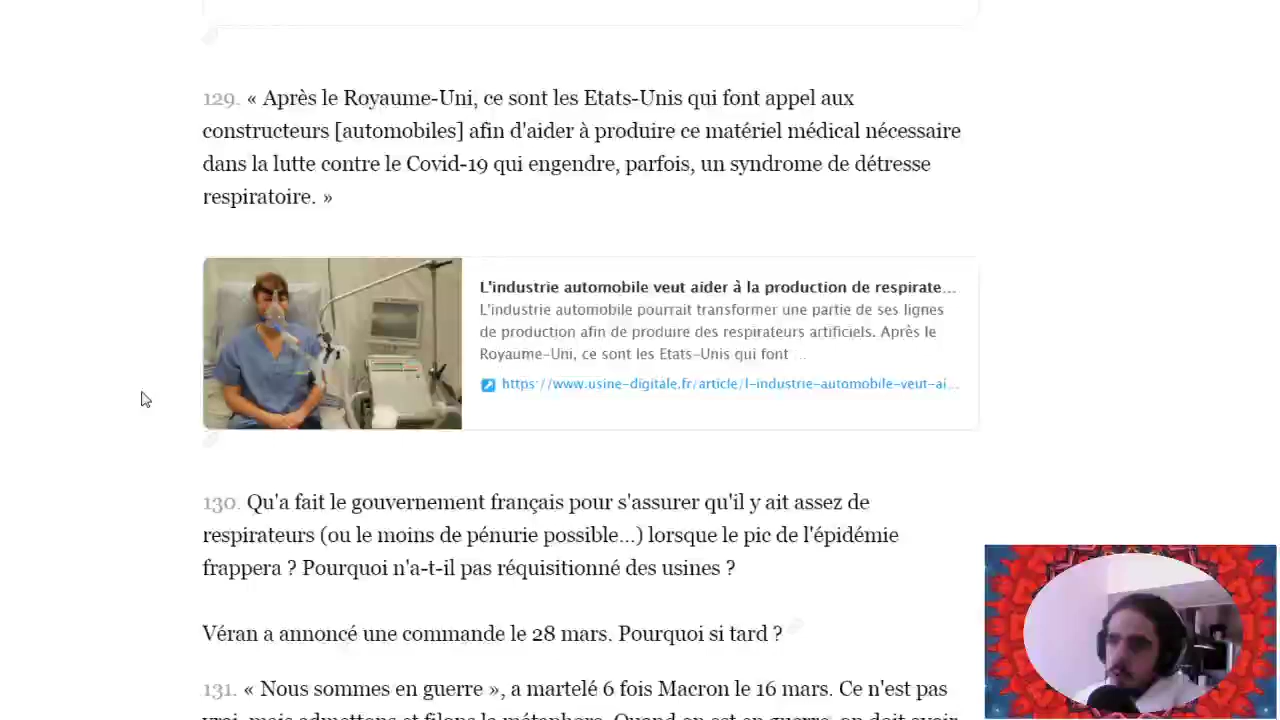 129. « Après le Royaume-Uni, ce sont les Etats-Unis qui font appel aux
constructeurs [automobiles] afin d'aider à produire ce matériel médical nécessaire
dans la lutte contre le Covid-19 qui engendre, parfois, un syndrome de détresse
respiratoire. »
L'industrie automobile veut aider à la production de respirate...
L'industrie automobile pourrait transformer une partie de ses lignes
de production afin de produire des respirateurs artificiels. Après le
Royaume-Uni, ce sont les Etats-Unis qui font ...
https://www.usine-digitale.fr/article/l-industrie-automobile-veut-ai...
130. Qu'a fait le gouvernement français pour s'assurer qu'il y ait assez de
respirateurs (ou le moins de pénurie possible...) lorsque le pic de l'épidémie
frappera ? Pourquoi n'a-t-il pas réquisitionné des usines ?
Véran a annoncé une commande le 28 mars. Pourquoi si tard ?
131. « Nous sommes en guerre », a martelé 6 fois Macron le 16 mars. Ce n'est pas
vrai, mais admettons et filons la métaphore. Quand on est en guerre, on doit avoir